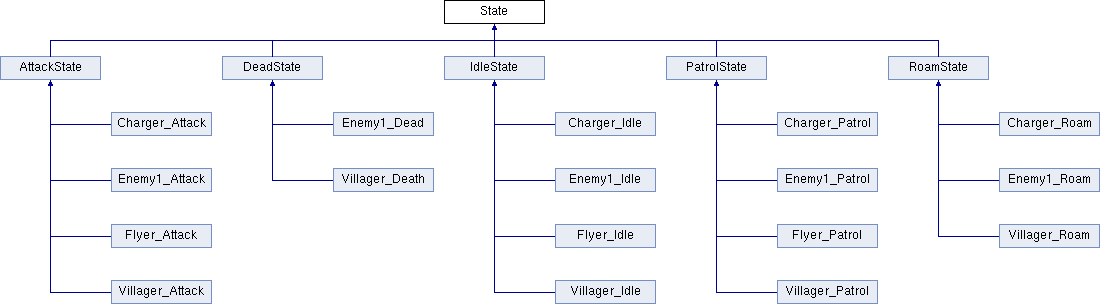 State
AttackState
DeadState
IdleState
PatrolState
RoamState
Charger_Attack
Enemy1_Dead
Charger_Idle
Charger_Patrol
Charger_Roam
Enemy1_Attack
Villager_Death
Enemy1_Idle
Enemy1_Patrol
Enemy1_Roam
Flyer_Attack
Flyer_Idle
Flyer_Patrol
Villager_Roam
Villager_Attack
Villager_Idle
Villager_Patrol